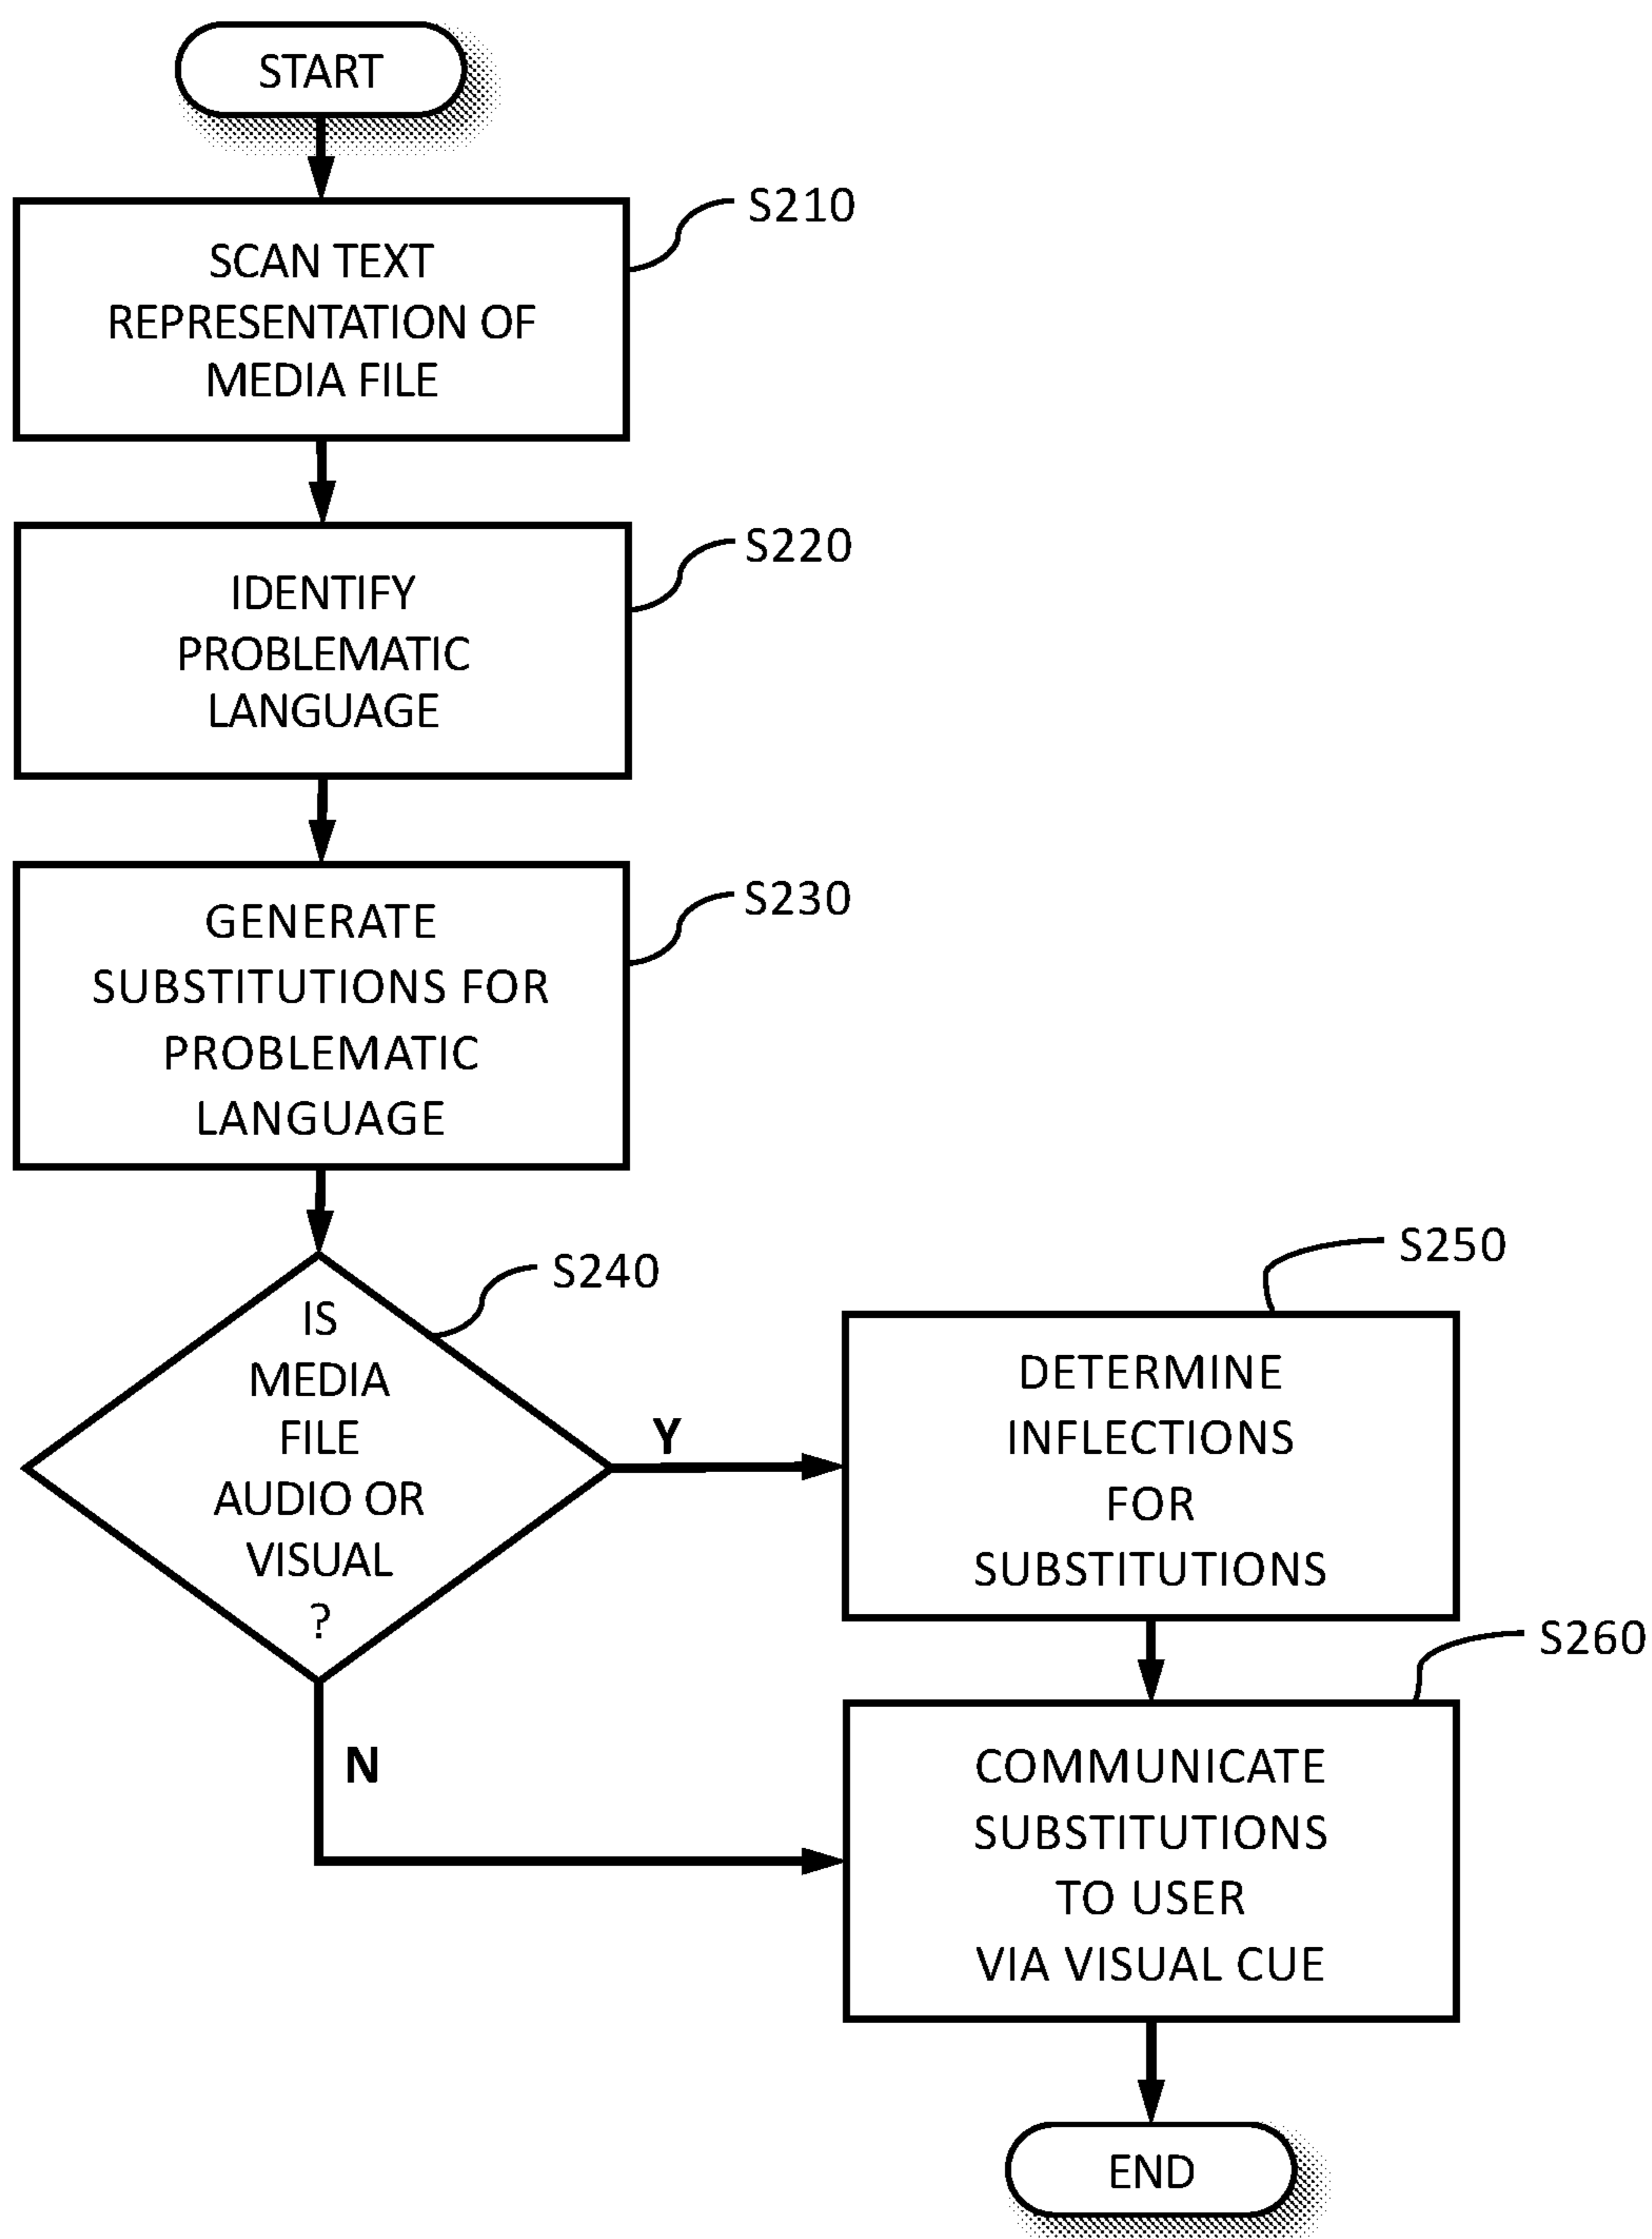 START
S210
SCAN TEXT
REPRESENTATION OF
MEDIA FILE
S220
IDENTIFY
PROBLEMATIC
LANGUAGE
S230
GENERATE
SUBSTITUTIONS FOR
PROBLEMATIC
LANGUAGE
S240
IS
MEDIA
FILE
AUDIO OR
VISUAL
?
Y
N
S250
DETERMINE
INFLECTIONS
FOR
SUBSTITUTIONS
S260
COMMUNICATE
SUBSTITUTIONS
TO USER
VIA VISUAL CUE
END